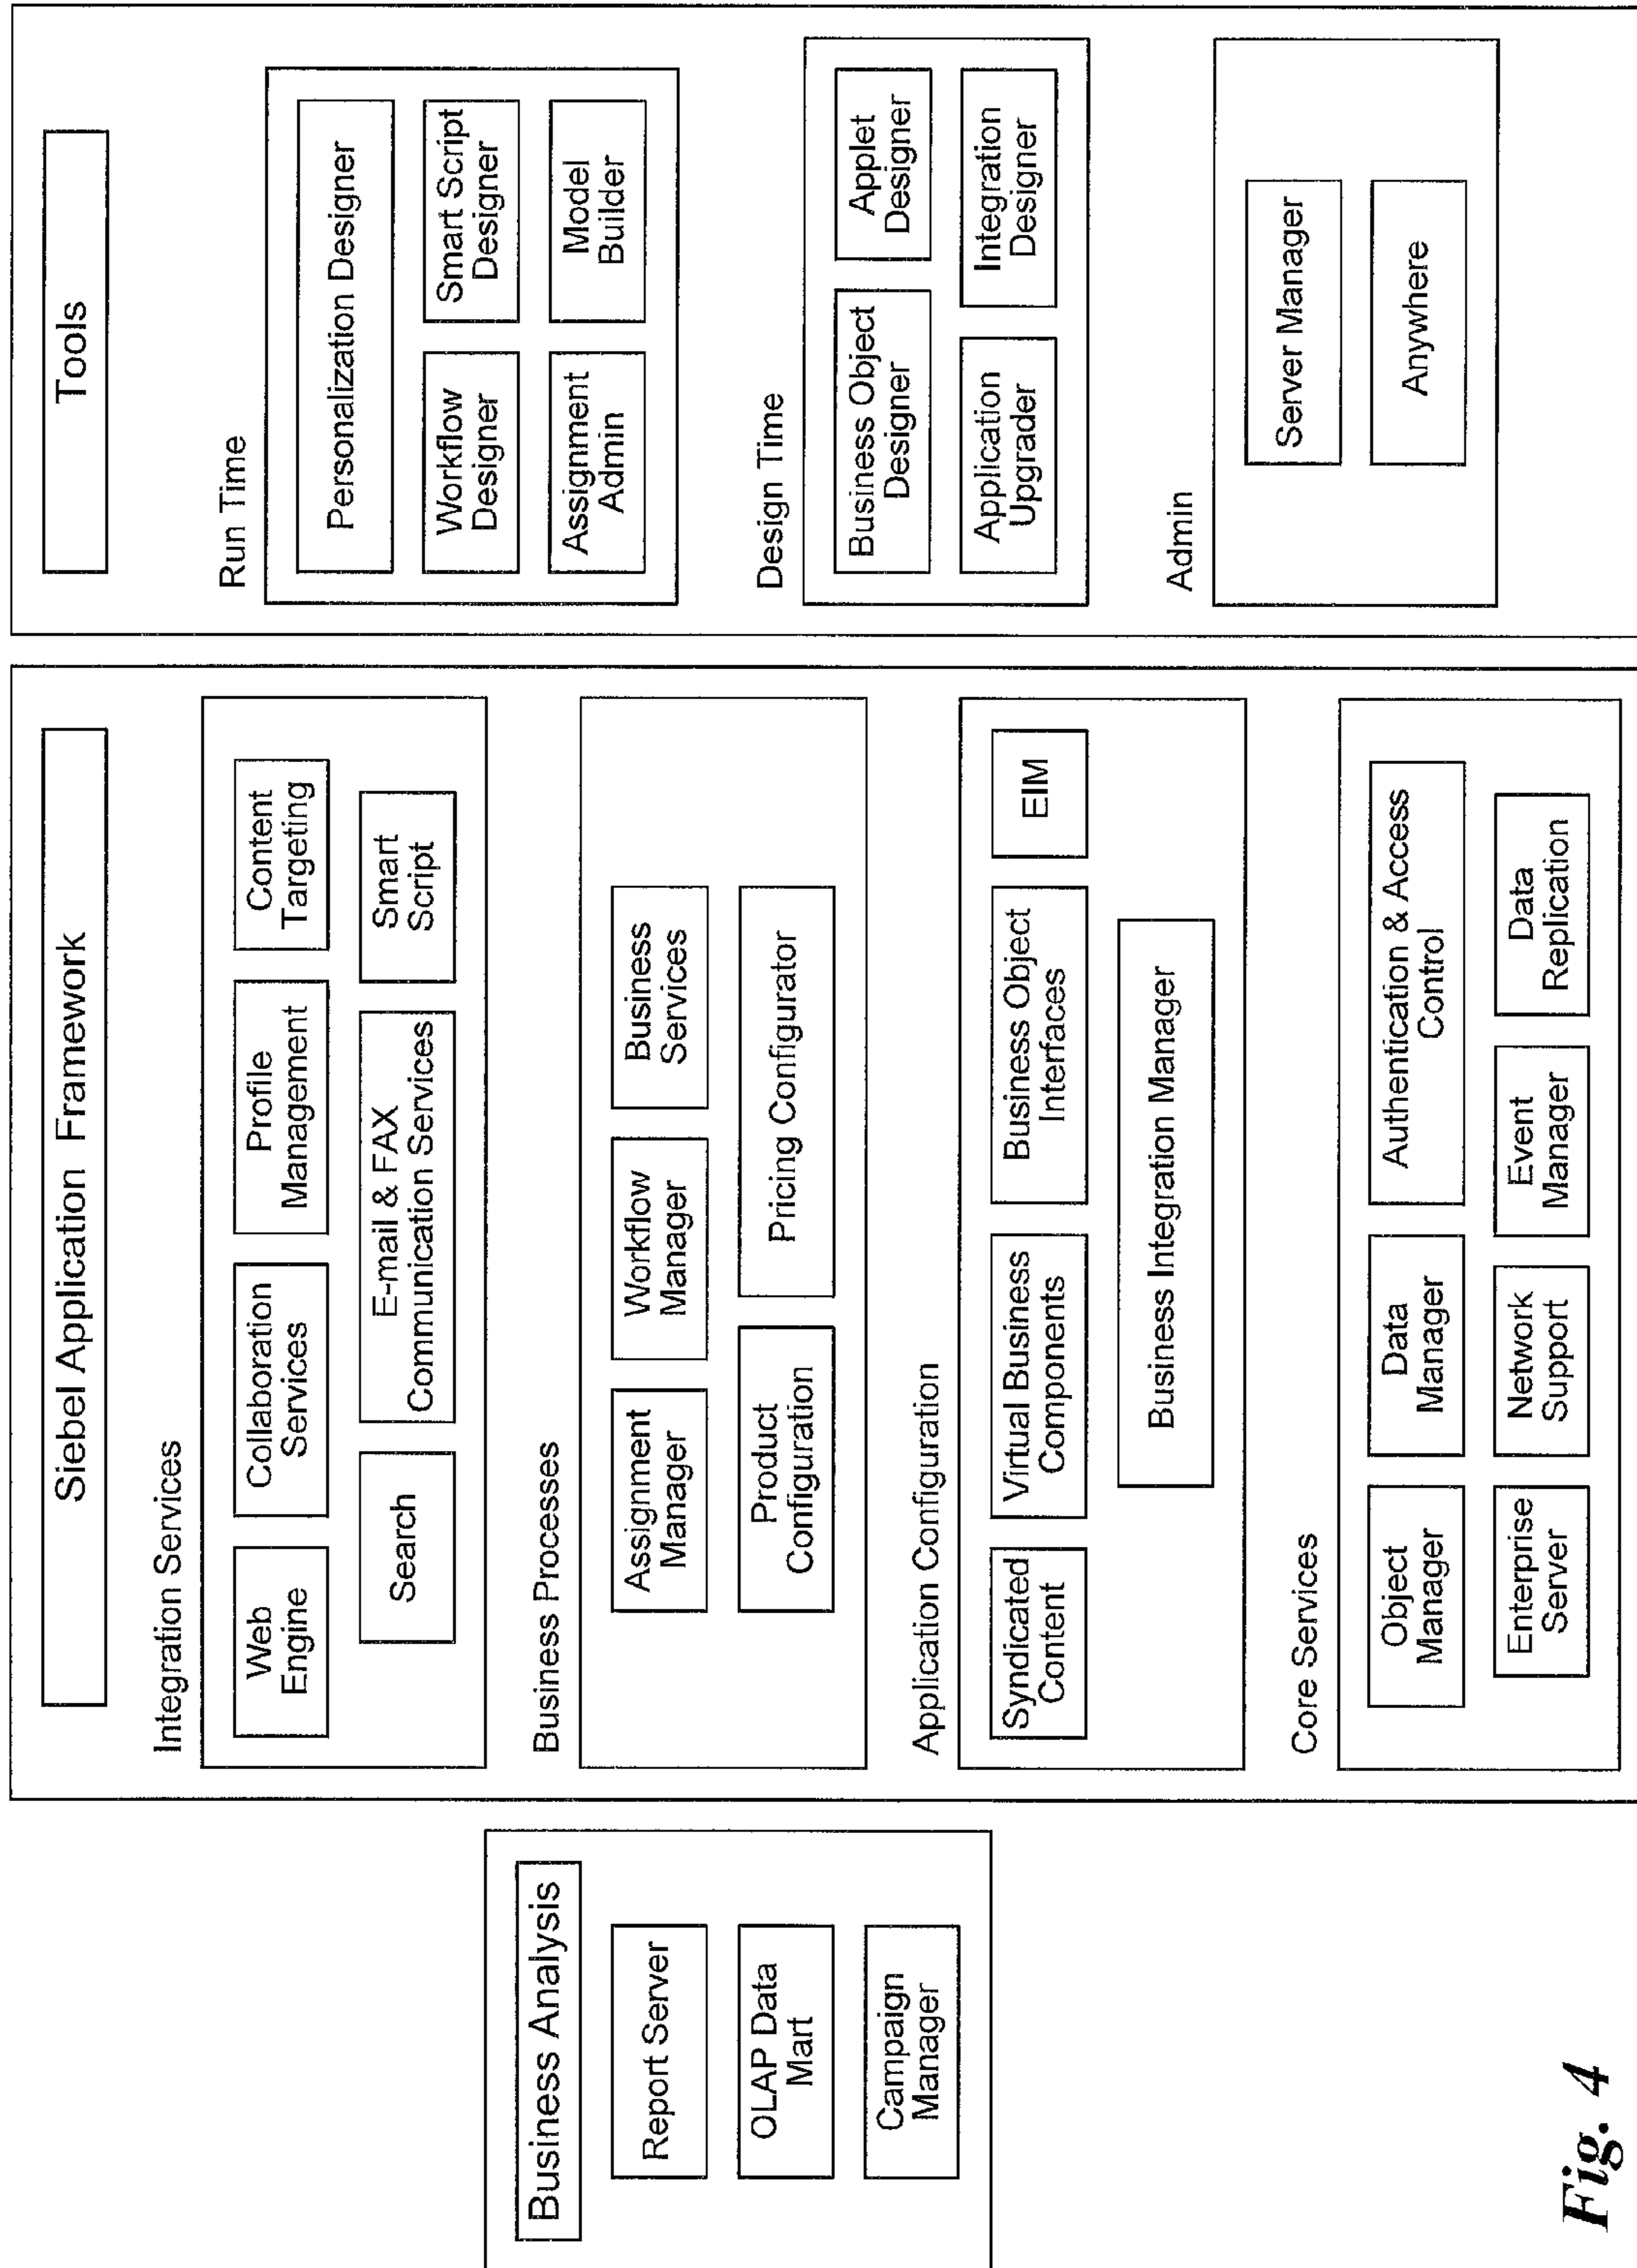 Business Analysis
Report Server
OLAP Data
Mart
Campaign
Manager
Siebel Application Framework
Integration Services
Web
Engine
Collaboration
Services
Profile
Management
Content
Targeting
Search
E-mail & FAX
Communication Services
Smart
Script
Business Processes
Assignment
Manager
Workflow
Manager
Business
Services
Product
Configuration
Pricing Configurator
Application Configuration
Syndicated
Content
Virtual Business
Components
Business Object
Interfaces
EIM
Business Integration Manager
Core Services
Object
Manager
Data
Manager
Authentication & Access
Control
Enterprise
Server
Network
Support
Event
Manager
Data
Replication
Tools
Run Time
Personalization Designer
Workflow
Designer
Smart Script
Designer
Assignment
Admin
Model
Builder
Design Time
Business Object
Designer
Applet
Designer
Application
Upgrader
Integration
Designer
Admin
Server Manager
Anywhere
Fig. 4